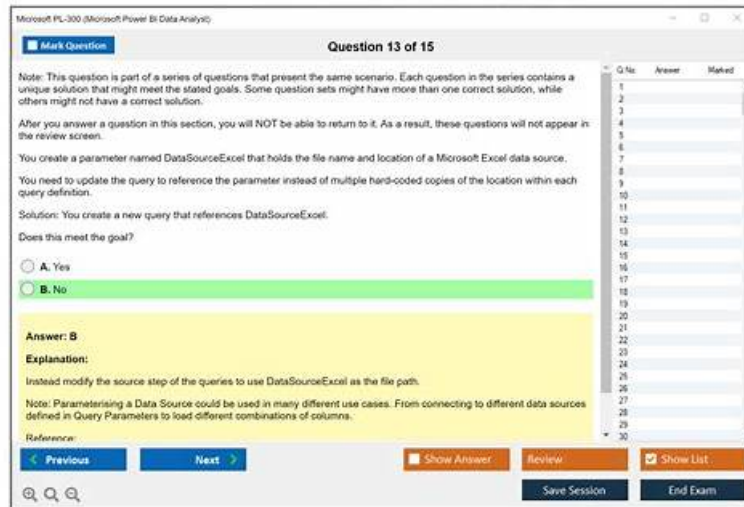 Microsoft PL-300 (Microsoft Power BI Data Analyst)
Mark Question
Question 13 of 15
Note: This question is part of a series of questions that present the same scenario. Each question in the series contains a
unique solution that might meet the stated goals. Some question sets might have more than one correct solution, while
others might not have a correct solution.
After you answer a question in this section, you will NOT be able to return to it. As a result, these questions will not appear in
the review screen.
You create a parameter named DataSourceExcel that holds the file name and location of a Microsoft Excel data source.
You need to update the query to reference the parameter instead of multiple hard-coded copies of the location within each
query definition.
Solution: You create a new query that references DataSourceExcel.
Does this meet the goal?
A. Yes
B. No
Answer: B
Explanation:
Instead modify the source step of the queries to use DataSourceExcel as the file path.
Note: Parameterising a Data Source could be used in many different use cases. From connecting to different data sources
defined in Query Parameters to load different combinations of columns.
Reference:
Q.No. Answer Marked
1
2
3
4
5
6
7
8
9
10
11
12
13
14
15
16
17
18
19
20
21
22
23
24
25
26
27
28
29
30
Previous
Next
Show Answer
Review
Show List
Save Session
End Exam